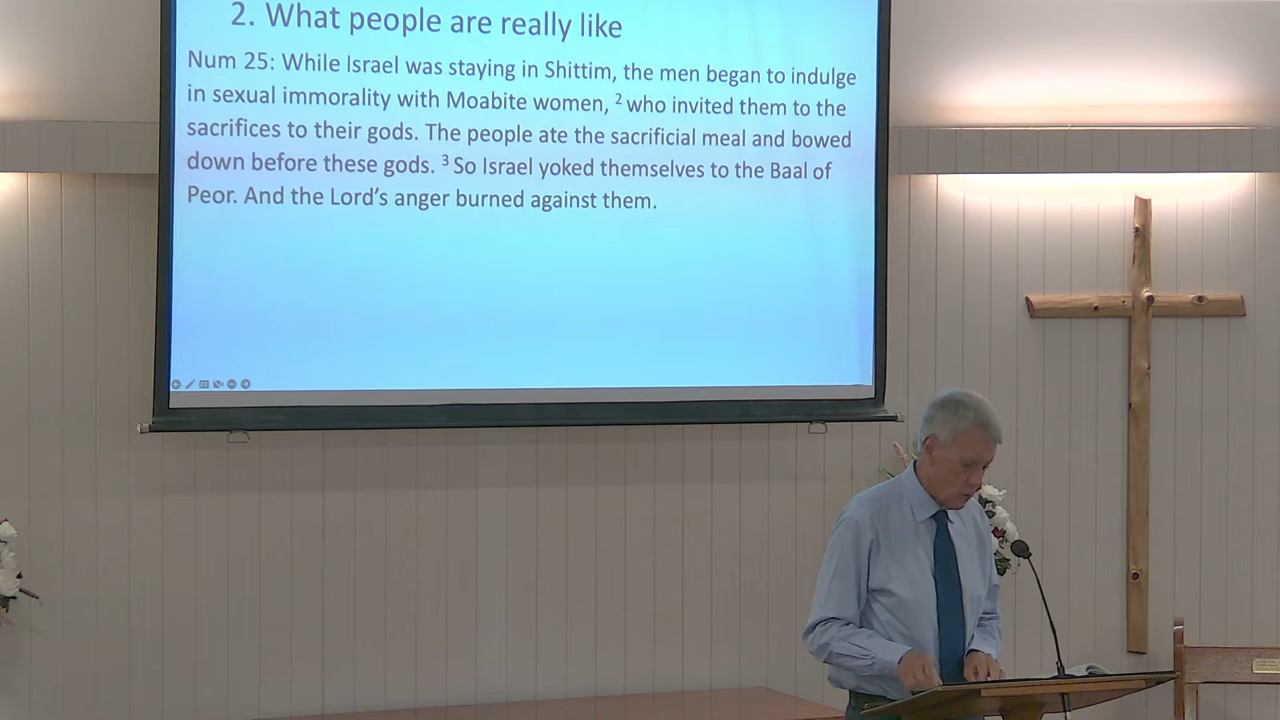 2. What people are really like
Num 25: While Israel was staying in Shittim, the men began to indulge
in sexual immorality with Moabite women, ² who invited them to the
sacrifices to their gods. The people ate the sacrificial meal and bowed
down before these gods. ³ So Israel yoked themselves to the Baal of
Peor. And the Lord’s anger burned against them.